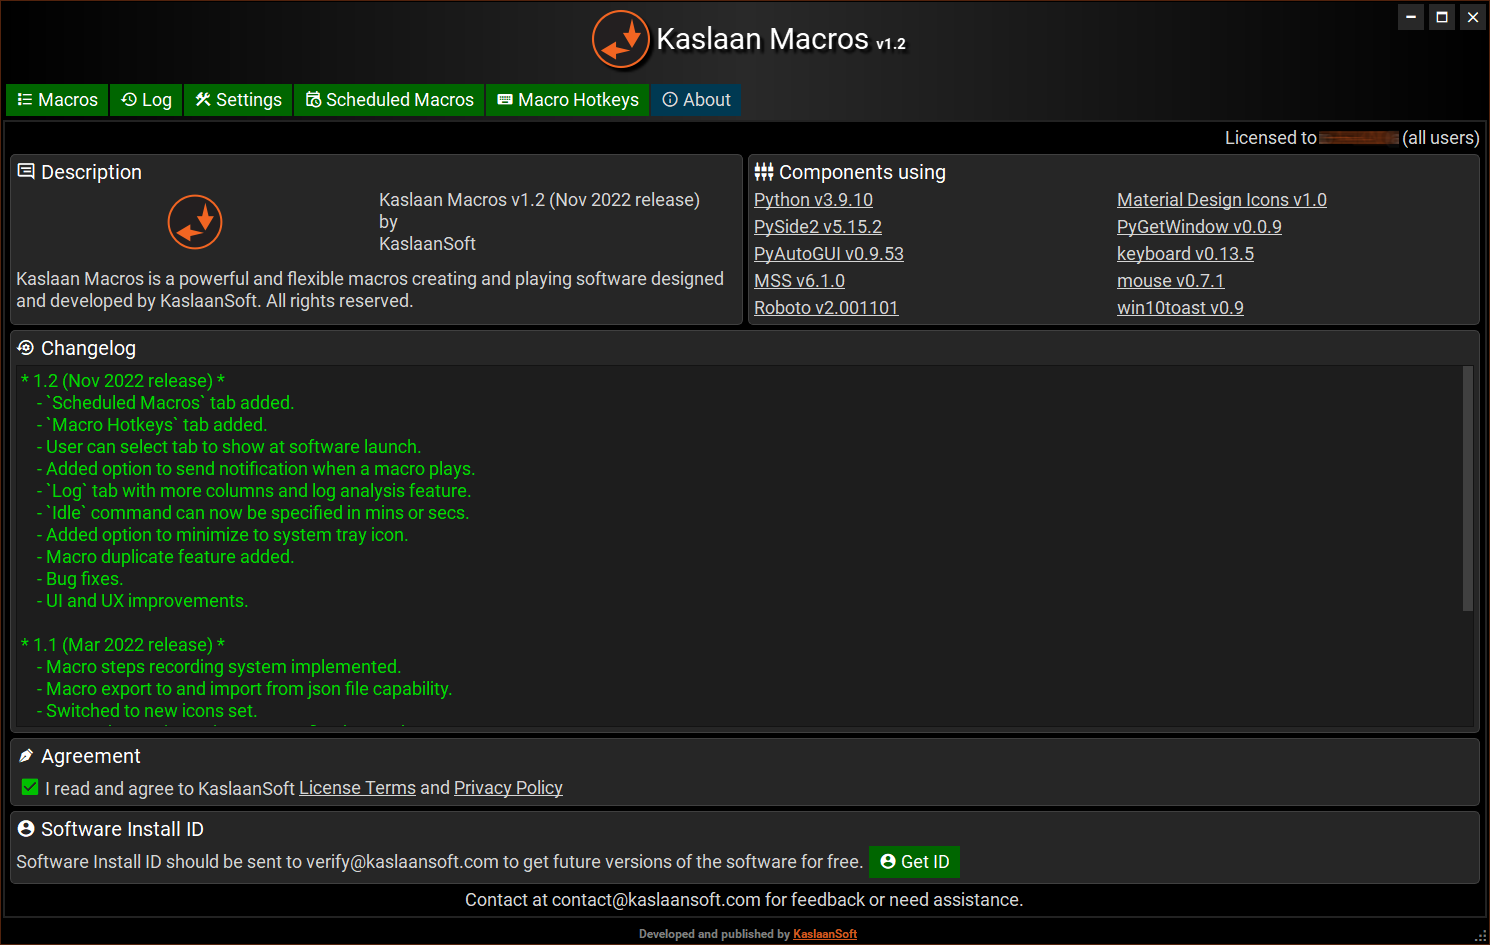 Kaslaan Macros v1.2
Macros
Log
Settings
Scheduled Macros
Macro Hotkeys
About
Licensed to
(all users)
Description
Kaslaan Macros v1.2 (Nov 2022 release)
by
KaslaanSoft
Kaslaan Macros is a powerful and flexible macros creating and playing software designed
and developed by KaslaanSoft. All rights reserved.
Components using
Python v3.9.10
PySide2 v5.15.2
PyAutoGUI v0.9.53
MSS v6.1.0
Roboto v2.001101
Material Design Icons v1.0
PyGetWindow v0.0.9
keyboard v0.13.5
mouse v0.7.1
win10toast v0.9
Changelog
* 1.2 (Nov 2022 release) *
- `Scheduled Macros` tab added.
- `Macro Hotkeys` tab added.
- User can select tab to show at software launch.
- Added option to send notification when a macro plays.
- `Log` tab with more columns and log analysis feature.
- `Idle` command can now be specified in mins or secs.
- Added option to minimize to system tray icon.
- Macro duplicate feature added.
- Bug fixes.
- UI and UX improvements.
* 1.1 (Mar 2022 release) *
- Macro steps recording system implemented.
- Macro export to and import from json file capability.
- Switched to new icons set.
Agreement
I read and agree to KaslaanSoft License Terms and Privacy Policy
Software Install ID
Software Install ID should be sent to verify@kaslaansoft.com to get future versions of the software for free.
Get ID
Contact at contact@kaslaansoft.com for feedback or need assistance.
Developed and published by KaslaanSoft